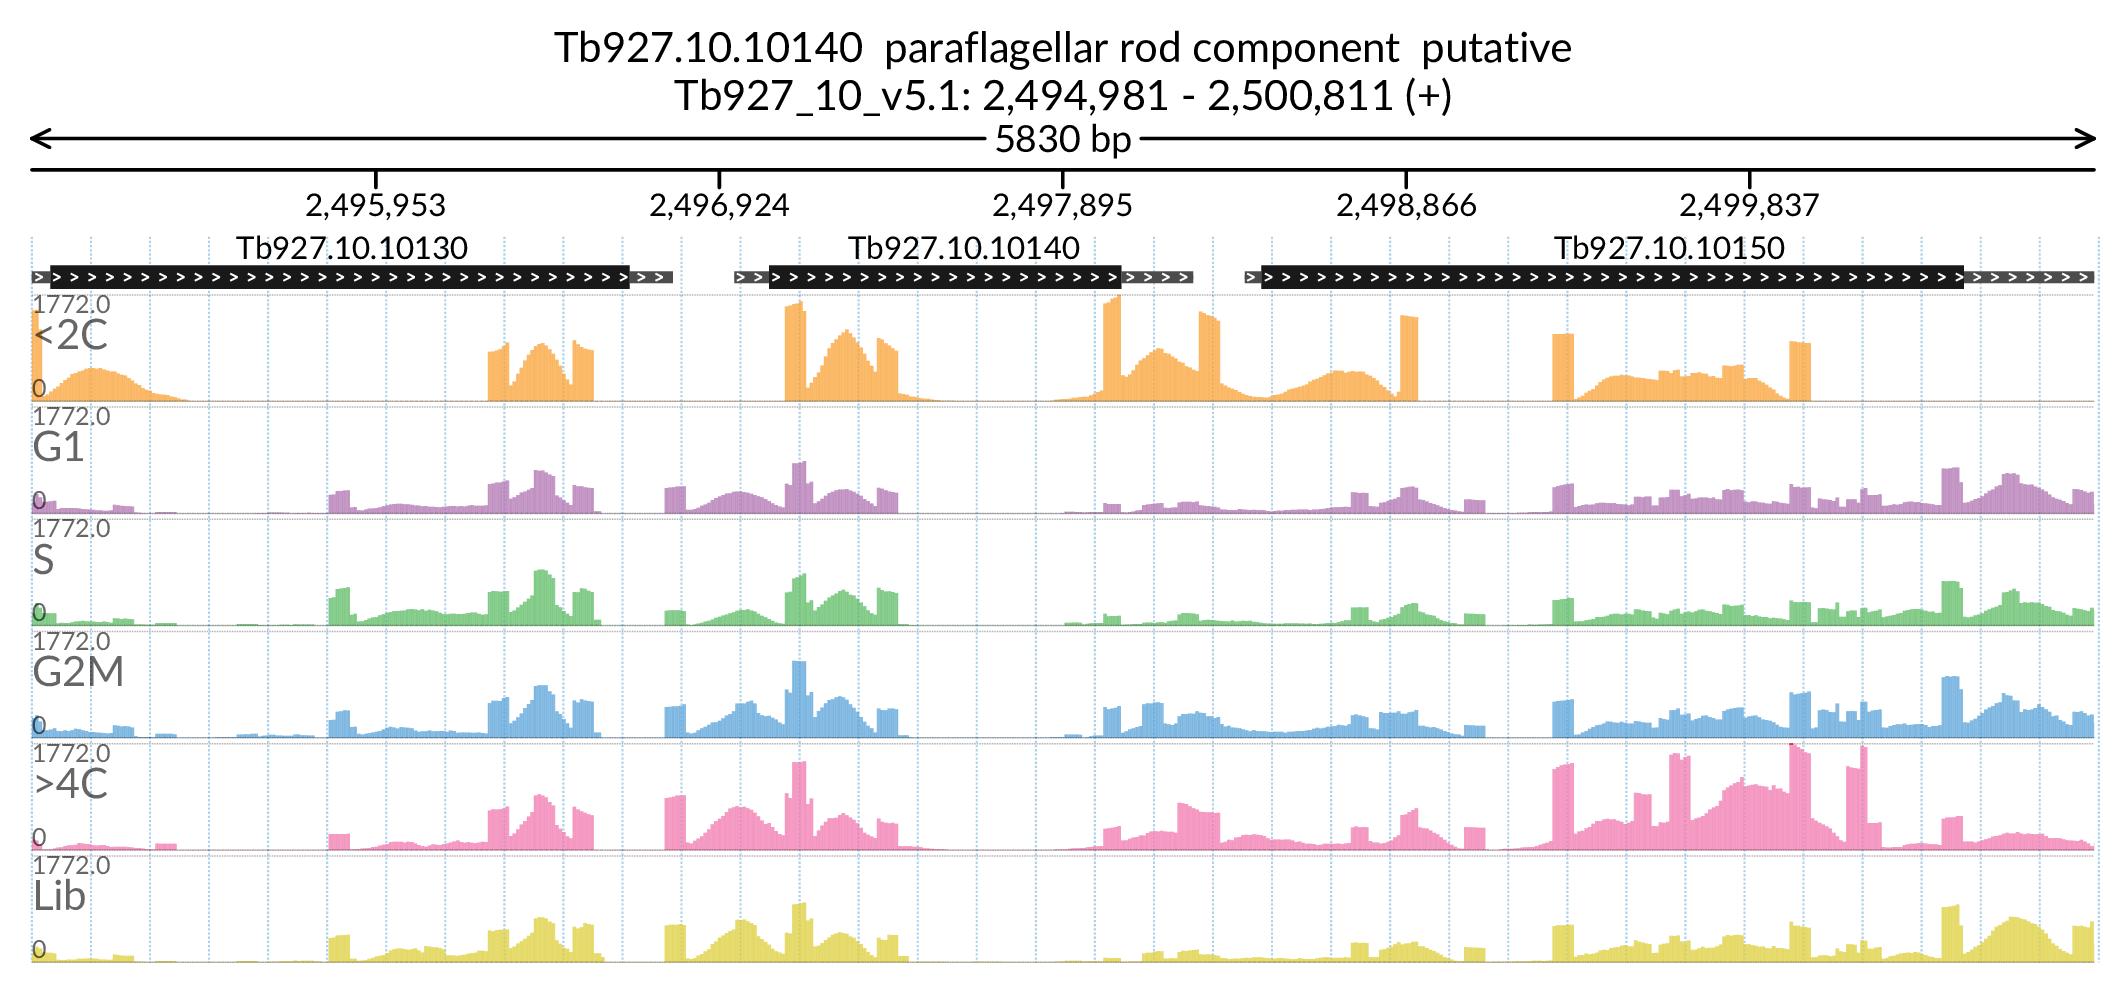 Tb927.10.10140  paraflagellar rod component  putative
Tb927_10_v5.1: 2,494,981 - 2,500,811 (+)
5830 bp
2,495,953 2,496,924 2,497,895 2,498,866 2,499,837
Tb927.10.10130 Tb927.10.10140 Tb927.10.10150
1772.0
<2C
0
1772.0
G1
0
1772.0
S
0
1772.0
G2M
0
1772.0
>4C
0
1772.0
Lib
0